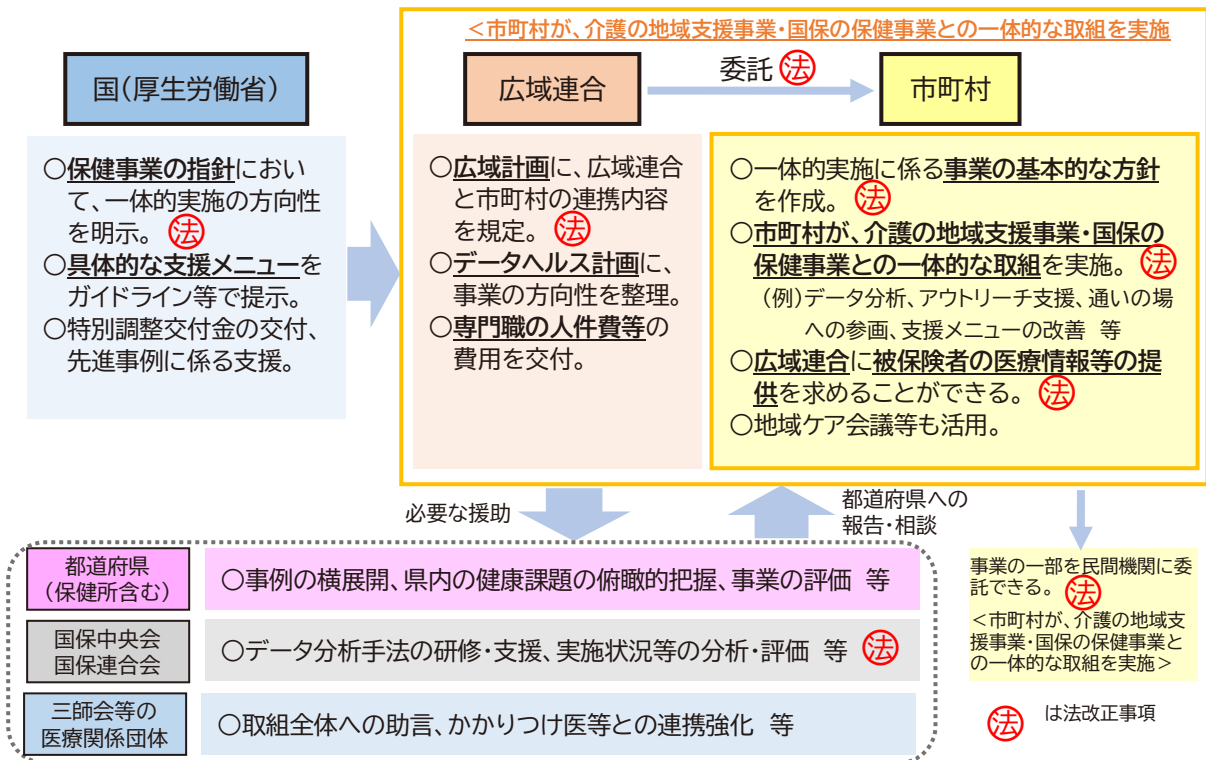 <市町村が、介護の地域支援事業・国保の保健事業との一体的な取組を実施
国(厚生労働省)
広域連合
委託 法
市町村
○保健事業の指針におい
て、一体的実施の方向性
を明示。 法
○具体的な支援メニューを
ガイドライン等で提示。
○特別調整交付金の交付、
先進事例に係る支援。
○広域計画に、広域連合
と市町村の連携内容
を規定。 法
○データヘルス計画に、
事業の方向性を整理。
○専門職の人件費等の
費用を交付。
○一体的実施に係る事業の基本的な方針
を作成。 法
○市町村が、介護の地域支援事業・国保の
保健事業との一体的な取組を実施。 法
(例)データ分析、アウトリーチ支援、通いの場
への参画、支援メニューの改善 等
○広域連合に被保険者の医療情報等の提
供を求めることができる。 法
○地域ケア会議等も活用。
必要な援助
都道府県への
報告・相談
都道府県
(保健所含む)
○事例の横展開、県内の健康課題の俯瞰的把握、事業の評価 等
国保中央会
国保連合会
○データ分析手法の研修・支援、実施状況等の分析・評価 等 法
三師会等の
医療関係団体
○取組全体への助言、かかりつけ医等との連携強化 等
事業の一部を民間機関に委
託できる。 法
<市町村が、介護の地域支
援事業・国保の保健事業と
の一体的な取組を実施>
法 は法改正事項